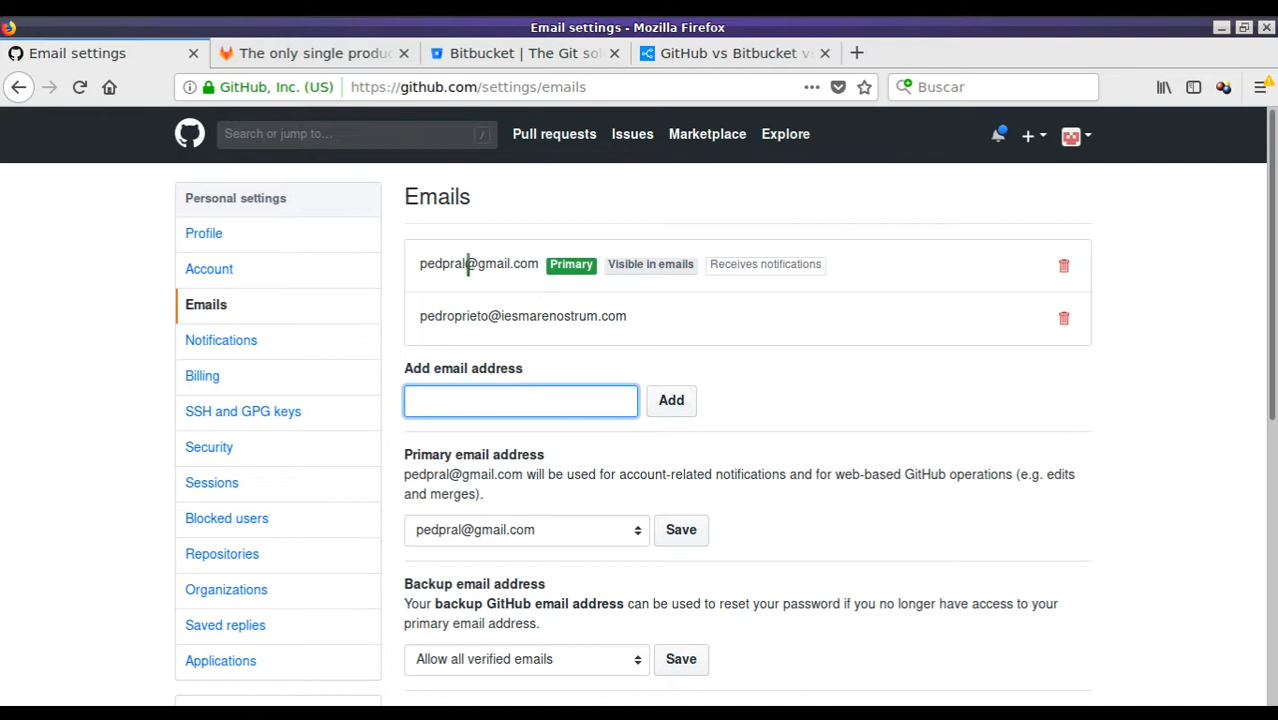 Email settings - Mozilla Firefox
Email settings
The only single produc
Bitbucket | The Git sol
GitHub vs Bitbucket vs
GitHub, Inc. (US)
https://github.com/settings/emails
Buscar
Search or jump to…
/
Pull requests
Issues
Marketplace
Explore
Personal settings
Profile
Account
Emails
Notifications
Billing
SSH and GPG keys
Security
Sessions
Blocked users
Repositories
Organizations
Saved replies
Applications
Emails
pedpral@gmail.com Primary Visible in emails Receives notifications
pedroprieto@iesmarenostrum.com
Add email address
Add
Primary email address
pedpral@gmail.com will be used for account-related notifications and for web-based GitHub operations (e.g. edits
and merges).
pedpral@gmail.com Save
Backup email address
Your backup GitHub email address can be used to reset your password if you no longer have access to your
primary email address.
Allow all verified emails Save